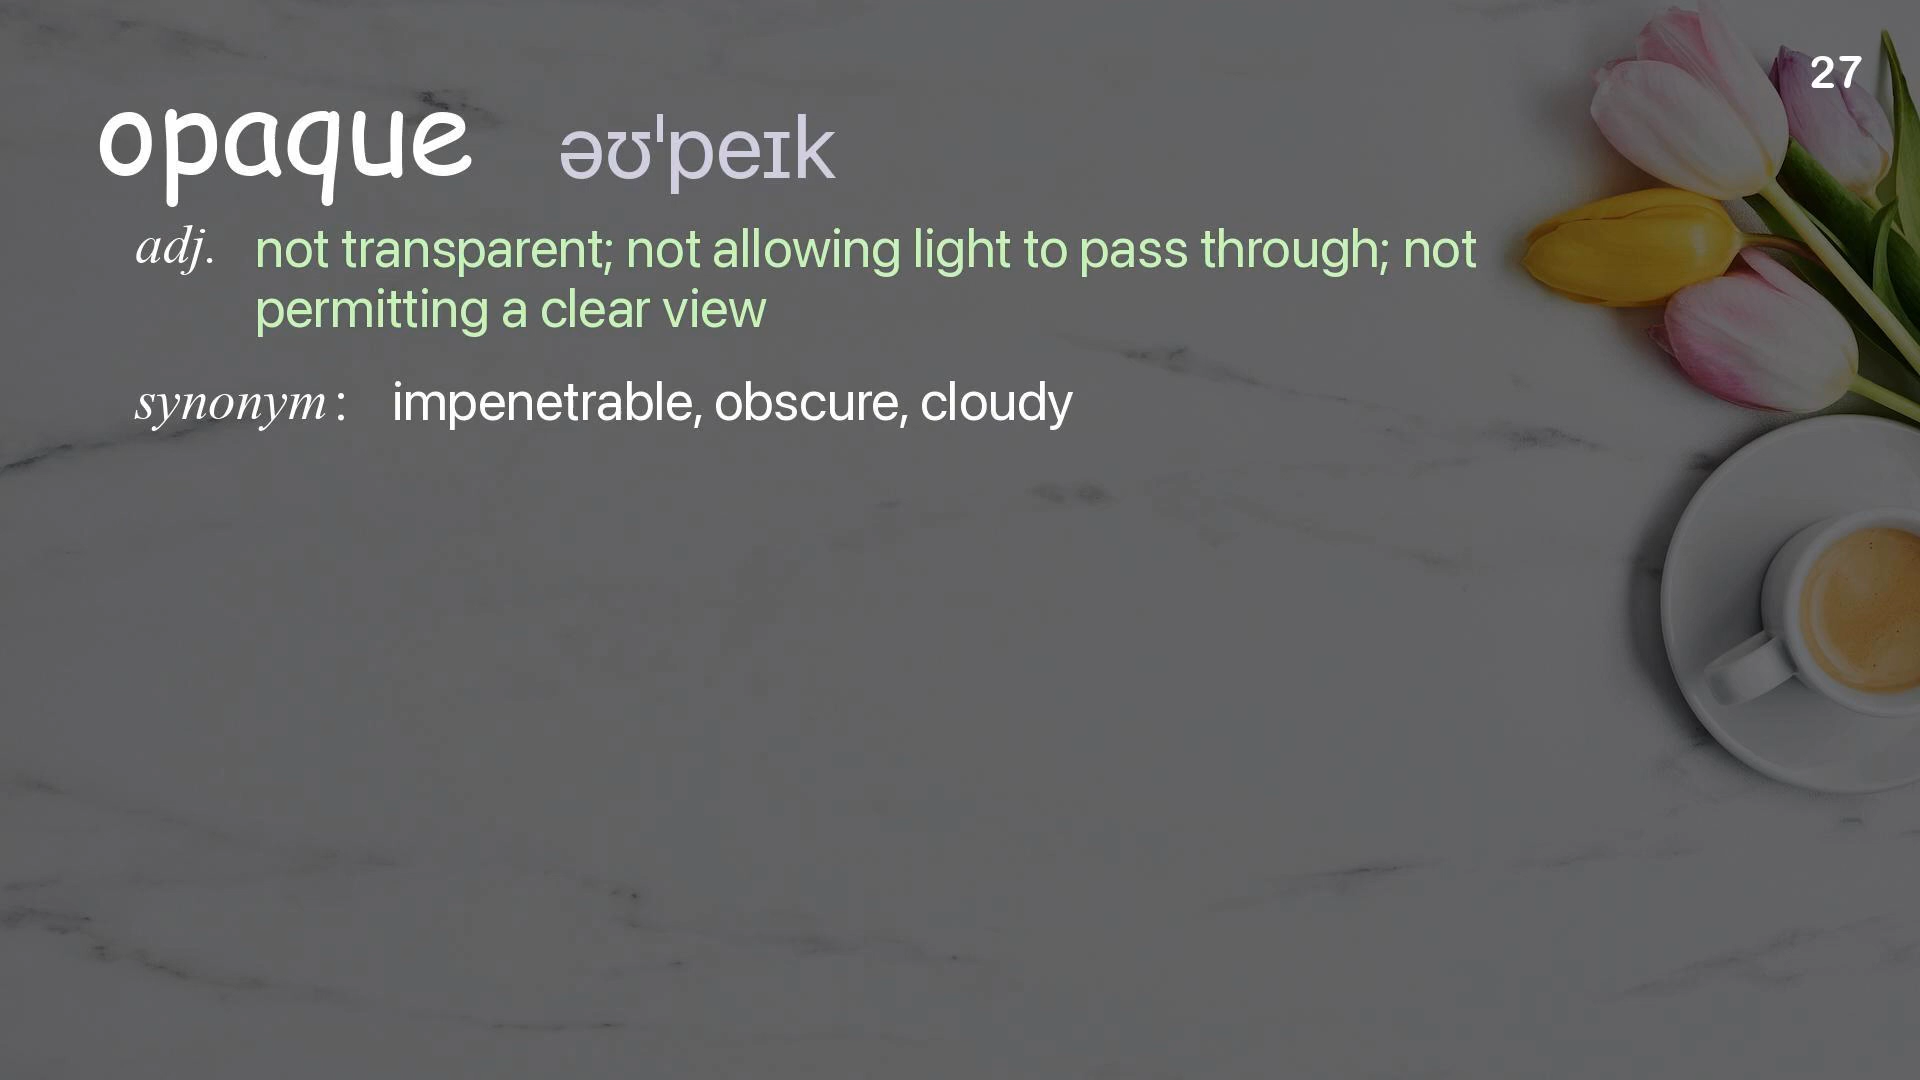 27
opaque əʊˈpeɪk
adj. not transparent; not allowing light to pass through; not
permitting a clear view
synonym: impenetrable, obscure, cloudy